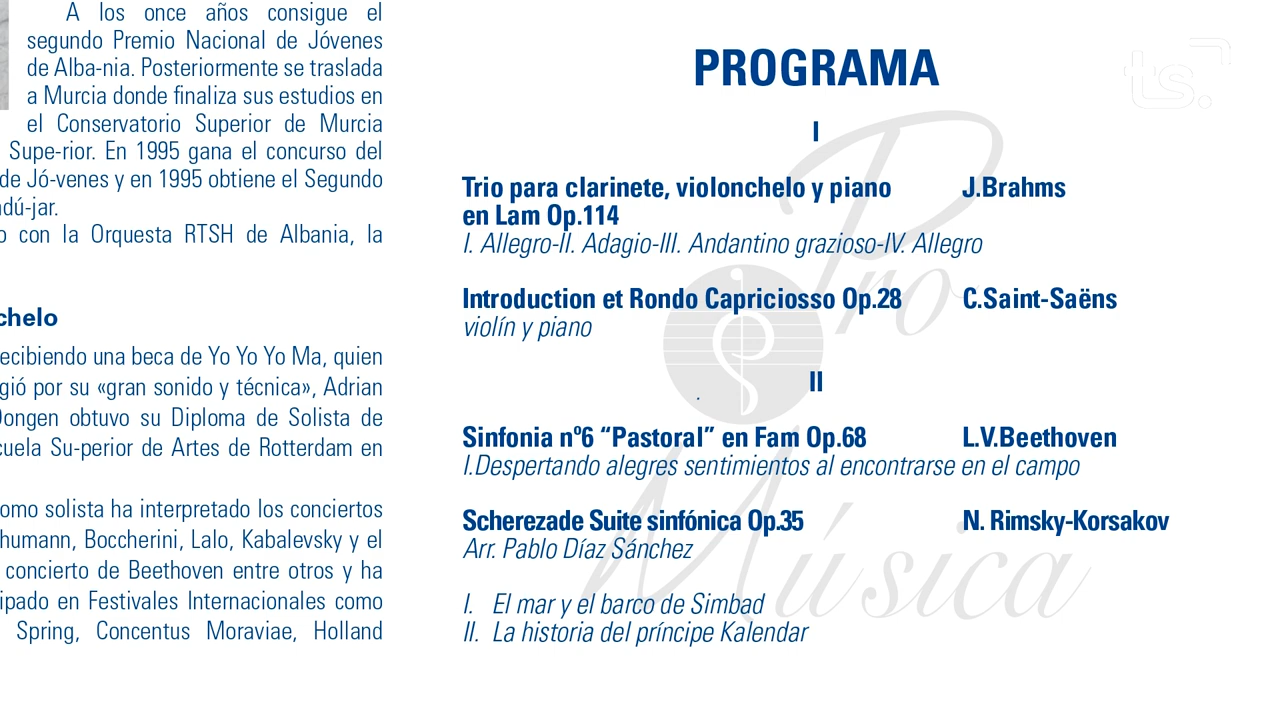 A los once años consigue el
segundo Premio Nacional de Jóvenes
de Alba-nia. Posteriormente se traslada
a Murcia donde finaliza sus estudios en
el Conservatorio Superior de Murcia
Supe-rior. En 1995 gana el concurso del
de Jó-venes y en 1995 obtiene el Segundo
dú-jar.
con la Orquesta RTSH de Albania, la
chelo
ecibiendo una beca de Yo Yo Yo Ma, quien
gió por su «gran sonido y técnica», Adrian
Dongen obtuvo su Diploma de Solista de
cuela Su-perior de Artes de Rotterdam en
omo solista ha interpretado los conciertos
humann, Boccherini, Lalo, Kabalevsky y el
concierto de Beethoven entre otros y ha
ipado en Festivales Internacionales como
Spring, Concentus Moraviae, Holland
ts.
PROGRAMA
I
Trio para clarinete, violonchelo y piano J.Brahms
en Lam Op.114
I. Allegro-II. Adagio-III. Andantino grazioso-IV. Allegro
Introduction et Rondo Capriciosso Op.28 C.Saint-Saëns
violín y piano
II
Sinfonia nº6 “Pastoral” en Fam Op.68 L.V.Beethoven
I.Despertando alegres sentimientos al encontrarse en el campo
Scherezade Suite sinfónica Op.35 N. Rimsky-Korsakov
Arr. Pablo Díaz Sánchez
I. El mar y el barco de Simbad
II. La historia del príncipe Kalendar
Pro
Música